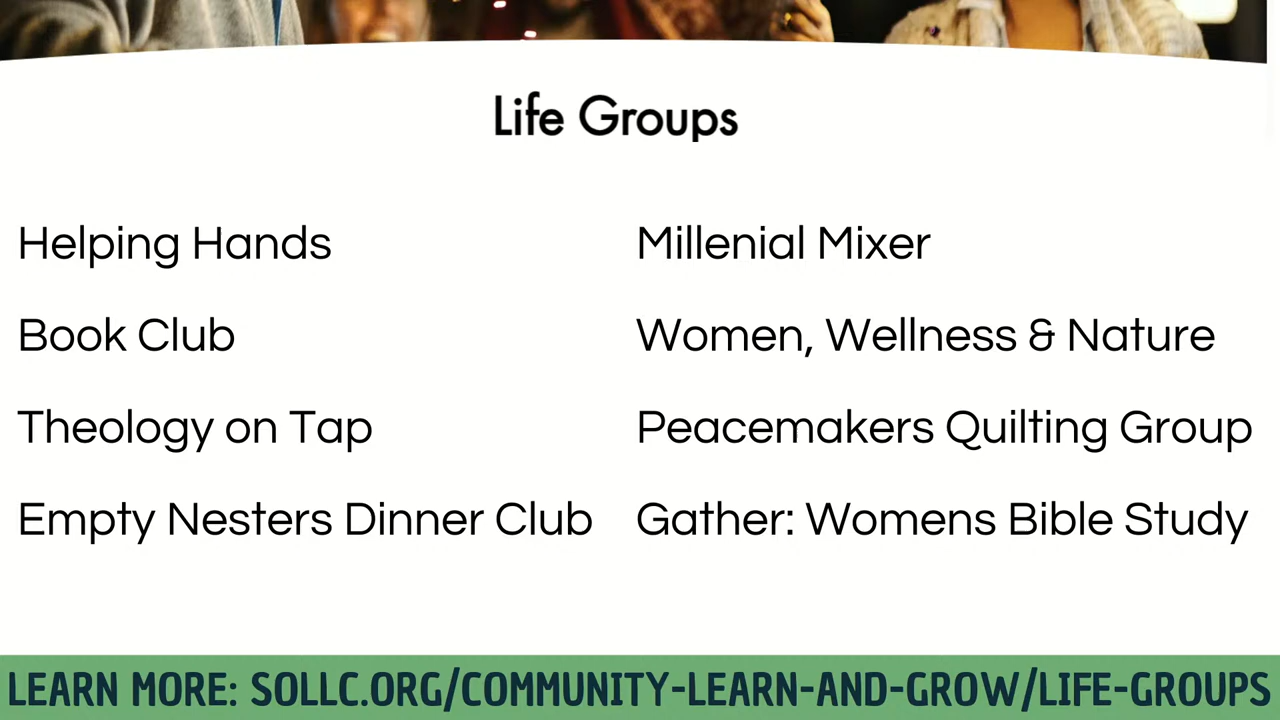 Life Groups
Helping Hands
Book Club
Theology on Tap
Empty Nesters Dinner Club
Millenial Mixer
Women, Wellness & Nature
Peacemakers Quilting Group
Gather: Womens Bible Study
LEARN MORE: SOLLC.ORG/COMMUNITY-LEARN-AND-GROW/LIFE-GROUPS